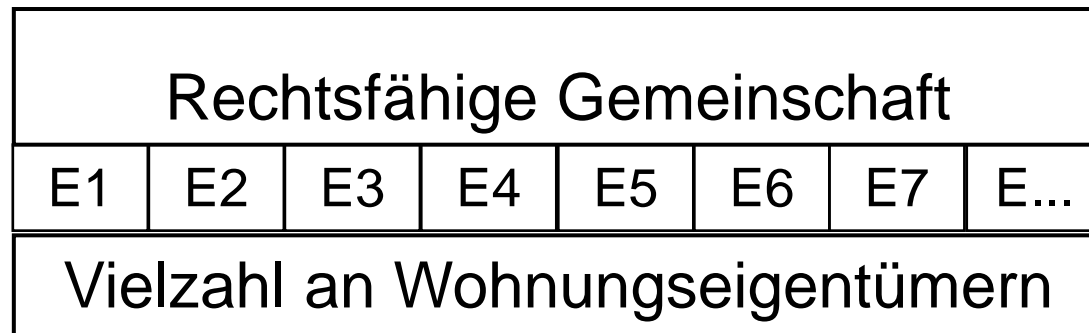 Rechtsfähige Gemeinschaft
E1 E2 E3 E4 E5 E6 E7 E...
Vielzahl an Wohnungseigentümern